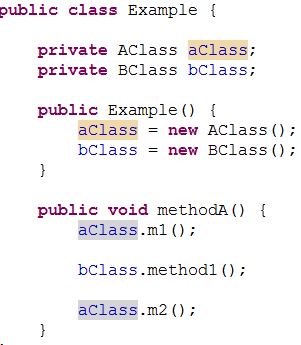 public class Example {
private AClass aClass;
private BClass bClass;
public Example() {
aClass = new AClass();
bClass = new BClass();
}
public void methodA() {
aClass.m1();
bClass.method1();
aClass.m2();
}